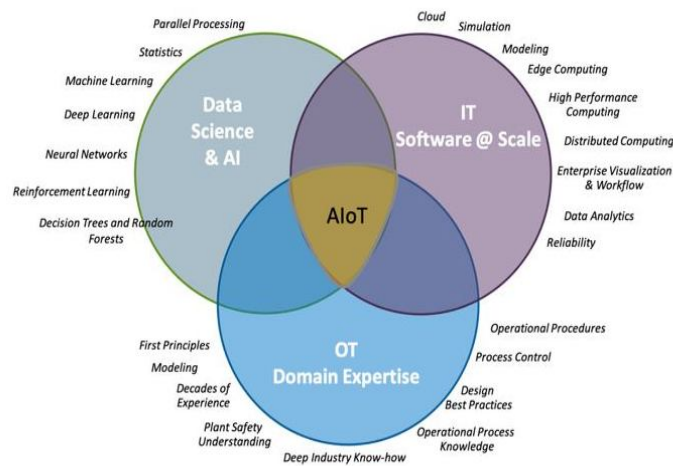 Parallel Processing
Statistics
Machine Learning
Deep Learning
Neural Networks
Reinforcement Learning
Decision Trees and Random
Forests
Data
Science
& AI
Cloud
Simulation
Modeling
Edge Computing
High Performance
Computing
Distributed Computing
Enterprise Visualization
& Workflow
Data Analytics
Reliability
IT
Software @ Scale
AIoT
OT
Domain Expertise
First Principles
Modeling
Decades of
Experience
Plant Safety
Understanding
Deep Industry Know-how
Operational Procedures
Process Control
Design
Best Practices
Operational Process
Knowledge